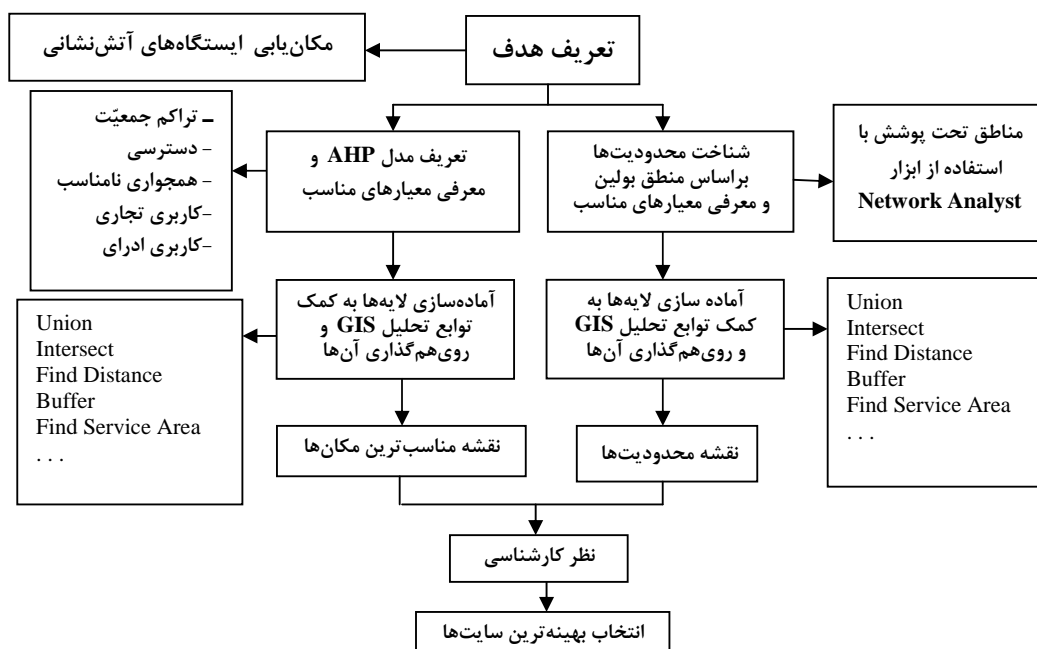 تعریف هدف
مکان‌یابی ایستگاه‌های آتش‌نشانی
شناخت محدودیت‌ها
براساس منطق بولین
و معرفی معیارهای مناسب
مناطق تحت پوشش با
استفاده از ابزار
Network Analyst
تعریف مدل AHP و
معرفی معیارهای مناسب
ـ تراکم جمعیّت
- دسترسی
- همجواری نامناسب
-کاربری تجاری
-کاربری ادرای
آماده سازی لایه‌ها به
کمک توابع تحلیل GIS
و روی‌هم‌گذاری آن‌ها
Union
Intersect
Find Distance
Buffer
Find Service Area
. . .
آماده‌سازی لایه‌ها به کمک
توابع تحلیل GIS و
روی‌هم‌گذاری آن‌ها
Union
Intersect
Find Distance
Buffer
Find Service Area
. . .
نقشه محدودیت‌ها
نقشه مناسب‌ترین مکان‌ها
نظر کارشناسی
انتخاب بهینه‌ترین سایت‌ها